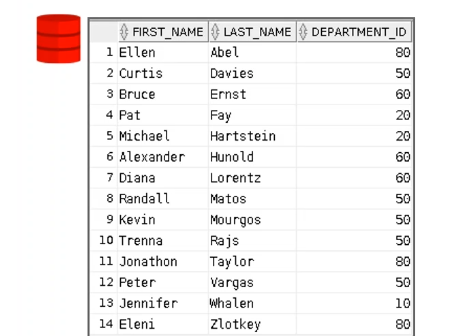 FIRST_NAME LAST_NAME DEPARTMENT_ID
1 Ellen Abel 80
2 Curtis Davies 50
3 Bruce Ernst 60
4 Pat Fay 20
5 Michael Hartstein 20
6 Alexander Hunold 60
7 Diana Lorentz 60
8 Randall Matos 50
9 Kevin Mourgos 50
10 Trenna Rajs 50
11 Jonathon Taylor 80
12 Peter Vargas 50
13 Jennifer Whalen 10
14 Eleni Zlotkey 80